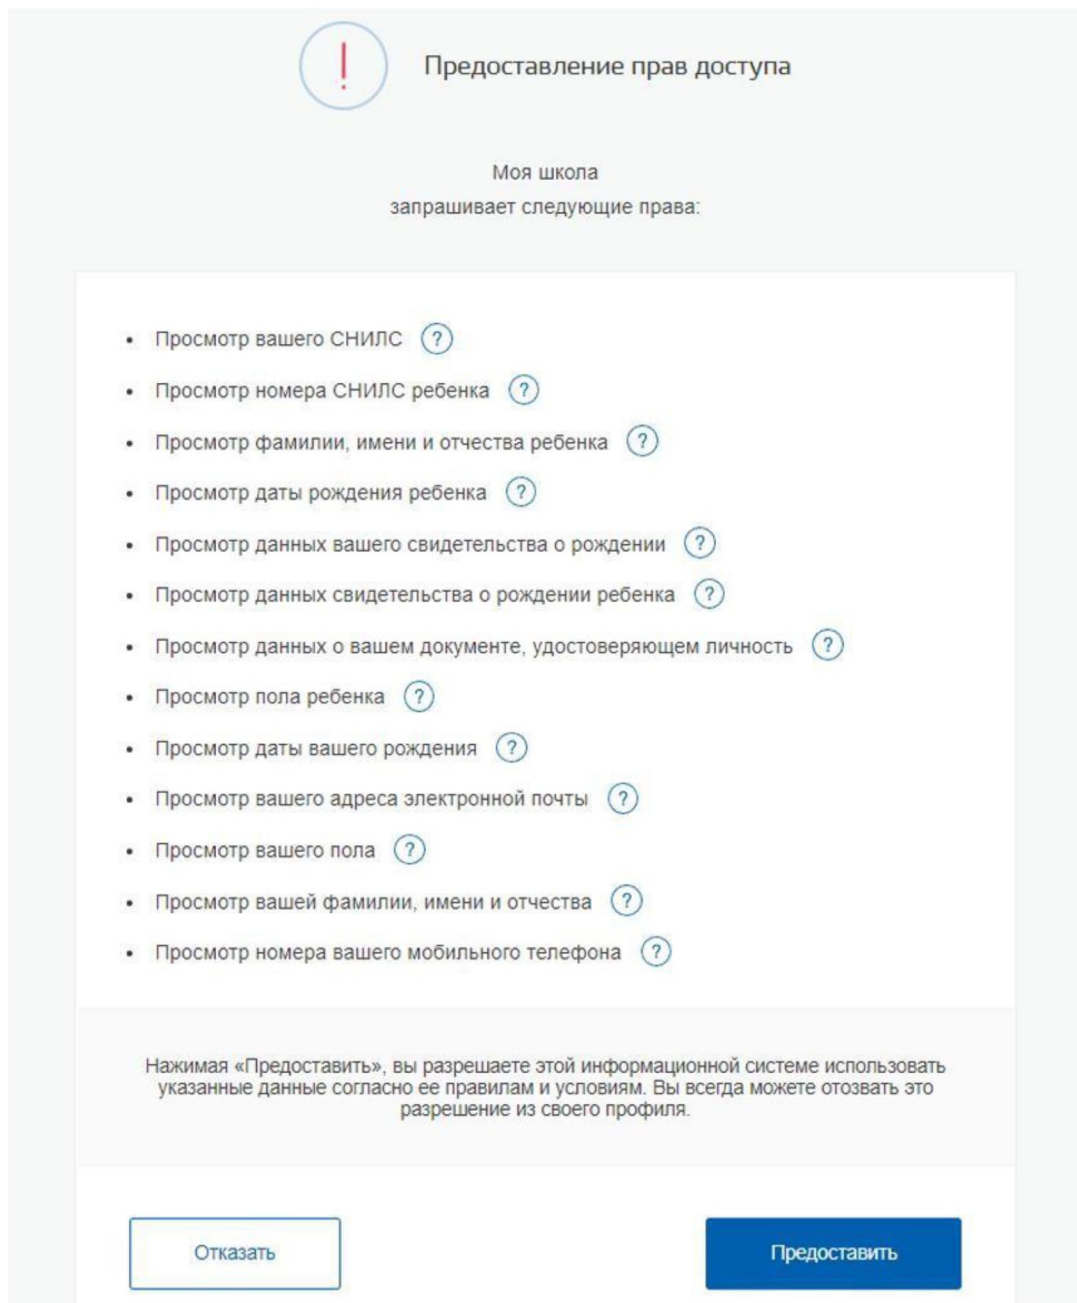 !
Предоставление прав доступа
Моя школа
запрашивает следующие права:
• Просмотр вашего СНИЛС ?
• Просмотр номера СНИЛС ребенка ?
• Просмотр фамилии, имени и отчества ребенка ?
• Просмотр даты рождения ребенка ?
• Просмотр данных вашего свидетельства о рождении ?
• Просмотр данных свидетельства о рождении ребенка ?
• Просмотр данных о вашем документе, удостоверяющем личность ?
• Просмотр пола ребенка ?
• Просмотр даты вашего рождения ?
• Просмотр вашего адреса электронной почты ?
• Просмотр вашего пола ?
• Просмотр вашей фамилии, имени и отчества ?
• Просмотр номера вашего мобильного телефона ?
Нажимая «Предоставить», вы разрешаете этой информационной системе использовать
указанные данные согласно ее правилам и условиям. Вы всегда можете отозвать это
разрешение из своего профиля.
Отказать
Предоставить